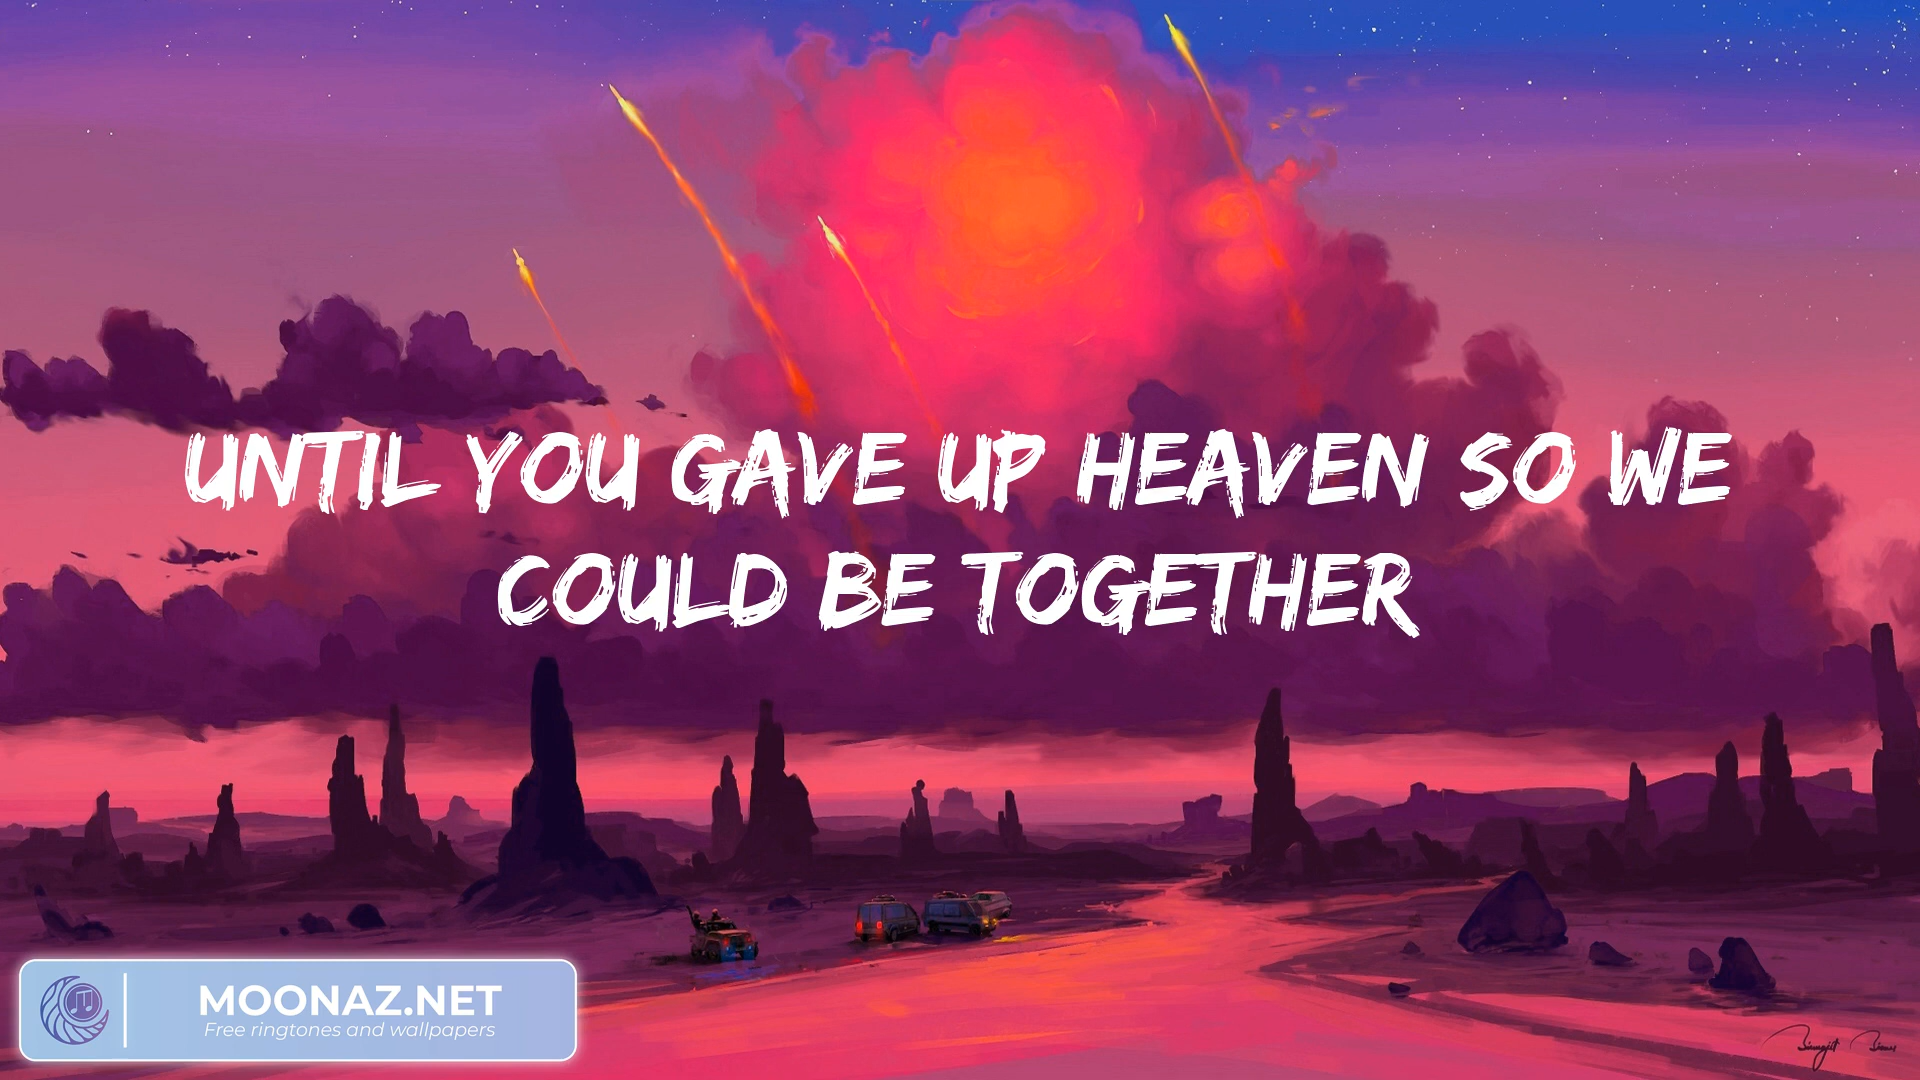 UNTIL YOU GAVE UP HEAVEN SO WE
COULD BE TOGETHER
MOONAZ.NET
Free ringtones and wallpapers